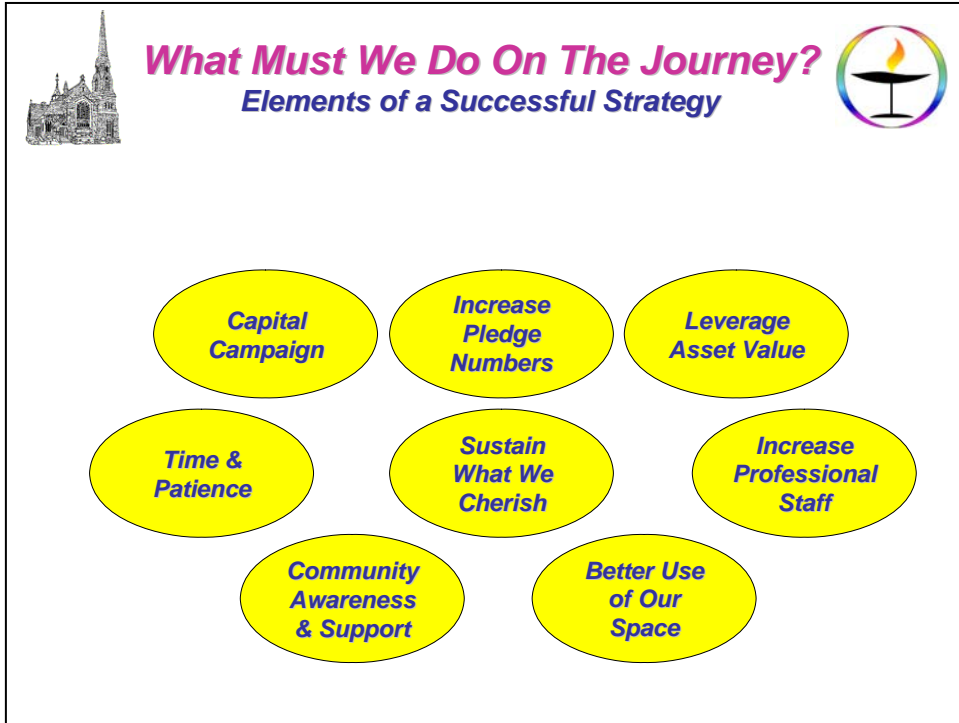 What Must We Do On The Journey?
Elements of a Successful Strategy
Capital
Campaign
Increase
Pledge
Numbers
Leverage
Asset Value
Time &
Patience
Sustain
What We
Cherish
Increase
Professional
Staff
Community
Awareness
& Support
Better Use
of Our
Space